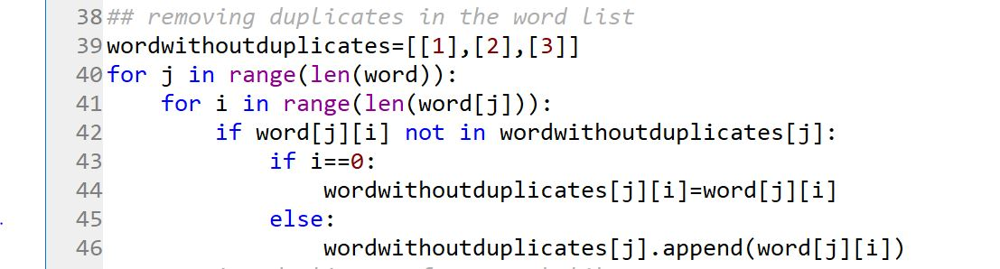 38 ## removing duplicates in the word list
39 wordwithoutduplicates=[[1],[2],[3]]
40 for j in range(len(word)):
41     for i in range(len(word[j])):
42         if word[j][i] not in wordwithoutduplicates[j]:
43             if i==0:
44                 wordwithoutduplicates[j][i]=word[j][i]
45             else:
46                 wordwithoutduplicates[j].append(word[j][i])